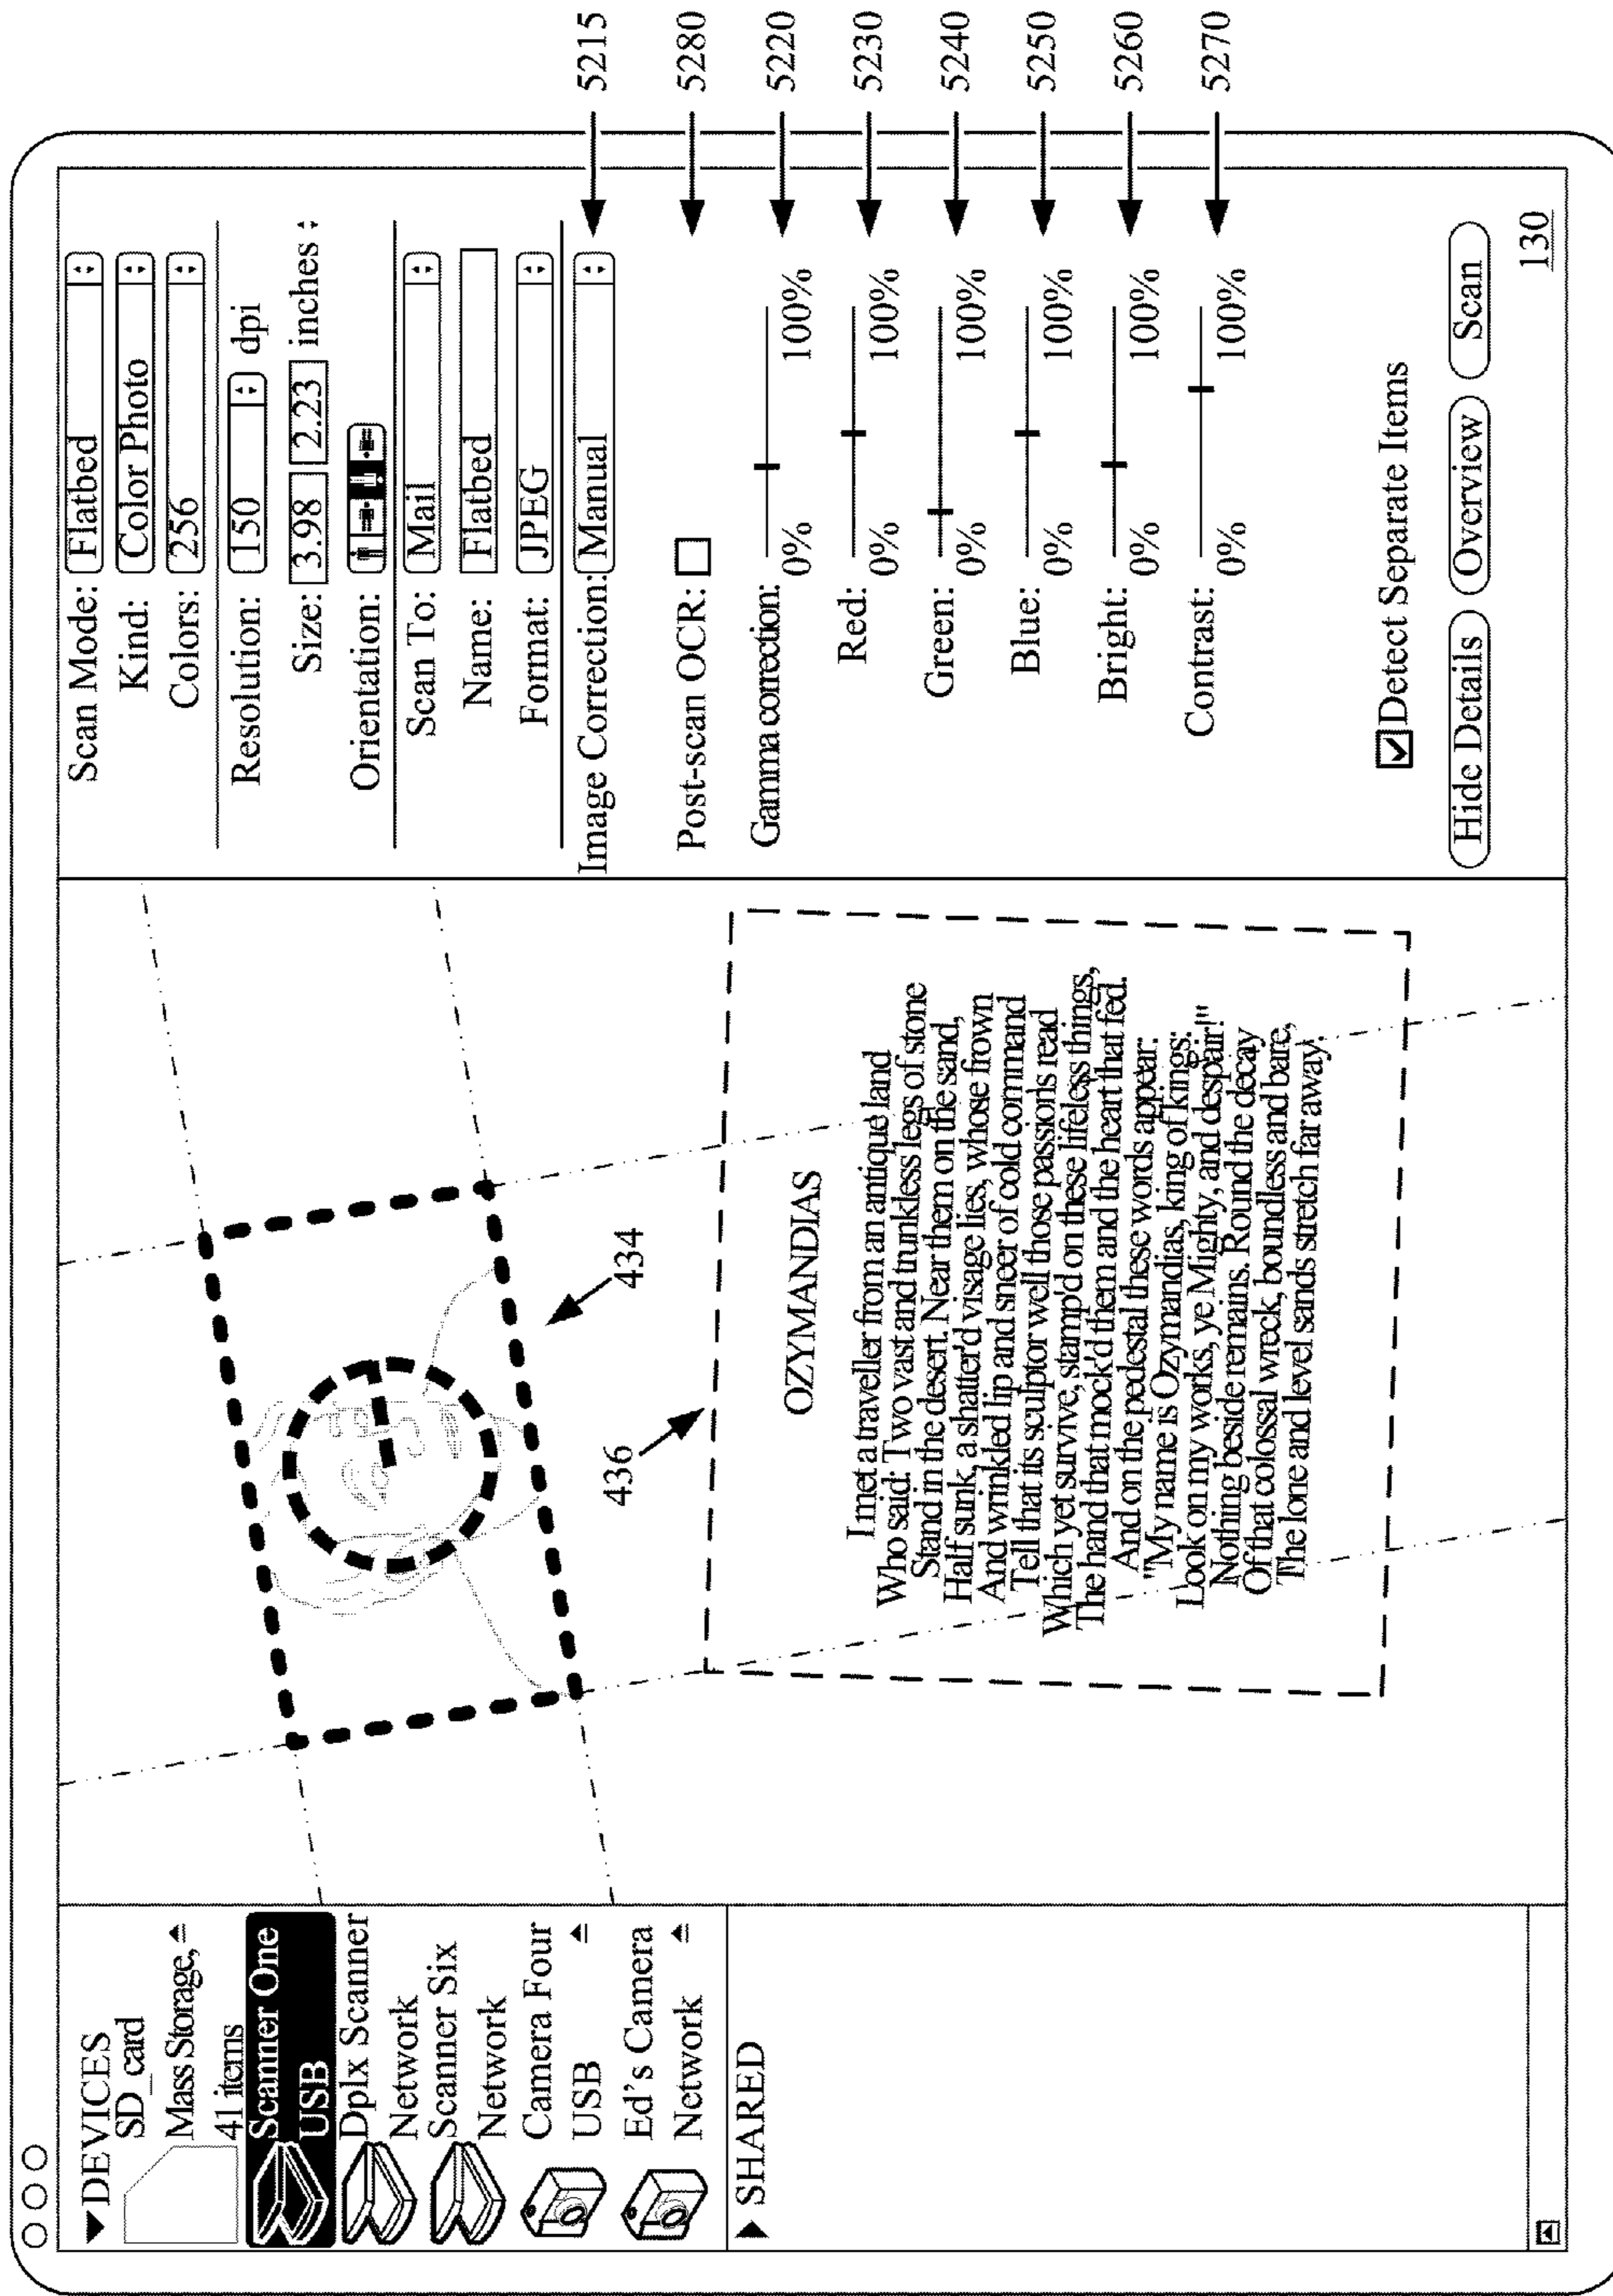 ▼DEVICES
SD_card
Mass Storage,
41 items
Scanner One
USB
Dplx Scanner
Network
Scanner Six
Network
Camera Four
USB
Ed's Camera
Network
▶ SHARED
434
436
OZYMANDIAS
I met a traveller from an antique land
Who said: Two vast and trunkless legs of stone
Stand in the desert. Near them on the sand,
Half sunk, a shatter'd visage lies, whose frown
And wrinkled lip and sneer of cold command
Tell that its sculptor well those passions read
Which yet survive, stamp'd on these lifeless things,
The hand that mock'd them and the heart that fed.
And on the pedestal these words appear:
"My name is Ozymandias, king of kings:
Look on my works, ye Mighty, and despair!"
Nothing beside remains. Round the decay
Of that colossal wreck, boundless and bare,
The lone and level sands stretch far away.
Scan Mode: Flatbed
Kind: Color Photo
Colors: 256
Resolution: 150 dpi
Size: 3.98 2.23 inches
Orientation:
Scan To: Mail
Name: Flatbed
Format: JPEG
Image Correction: Manual 5215
Post-scan OCR: 5280
Gamma correction: 5220
0% 100%
Red: 5230
0% 100%
Green: 5240
0% 100%
Blue: 5250
0% 100%
Bright: 5260
0% 100%
Contrast: 5270
0% 100%
Detect Separate Items
Hide Details Overview Scan
130